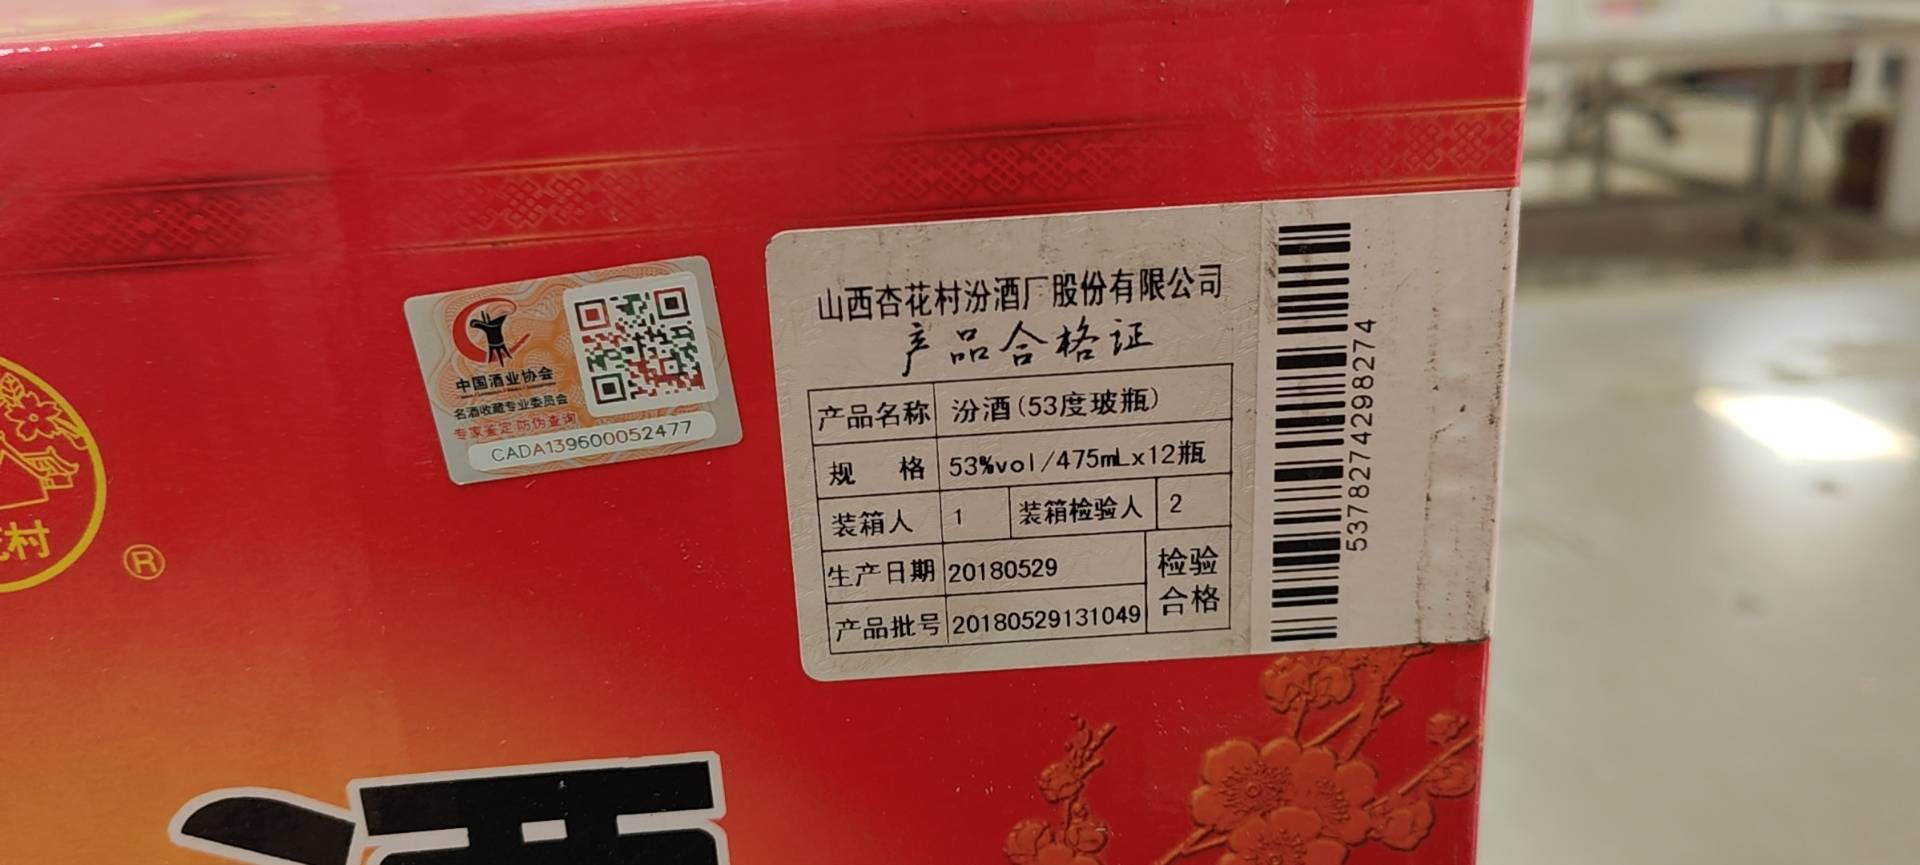 村
®
中国酒业协会
名酒收藏专业委员会
专家鉴定 防伪查询
CADA139600052477
山西杏花村汾酒厂股份有限公司
产品合格证
产品名称 汾酒(53度玻瓶)
规 格 53%vol/475mLx12瓶
装箱人 1 装箱检验人 2
生产日期 20180529
检验合格
产品批号 20180529131049
5378274298274